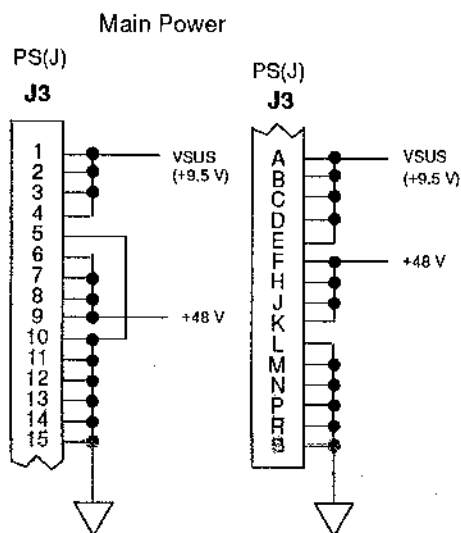 Main Power
PS(J)
J3
1
2
3
4
5
6
7
8
9
10
11
12
13
14
15
VSUS
(+9.5 V)
+48 V
PS(J)
J3
A
B
C
D
E
F
H
J
K
L
M
N
P
R
VSUS
(+9.5 V)
+48 V